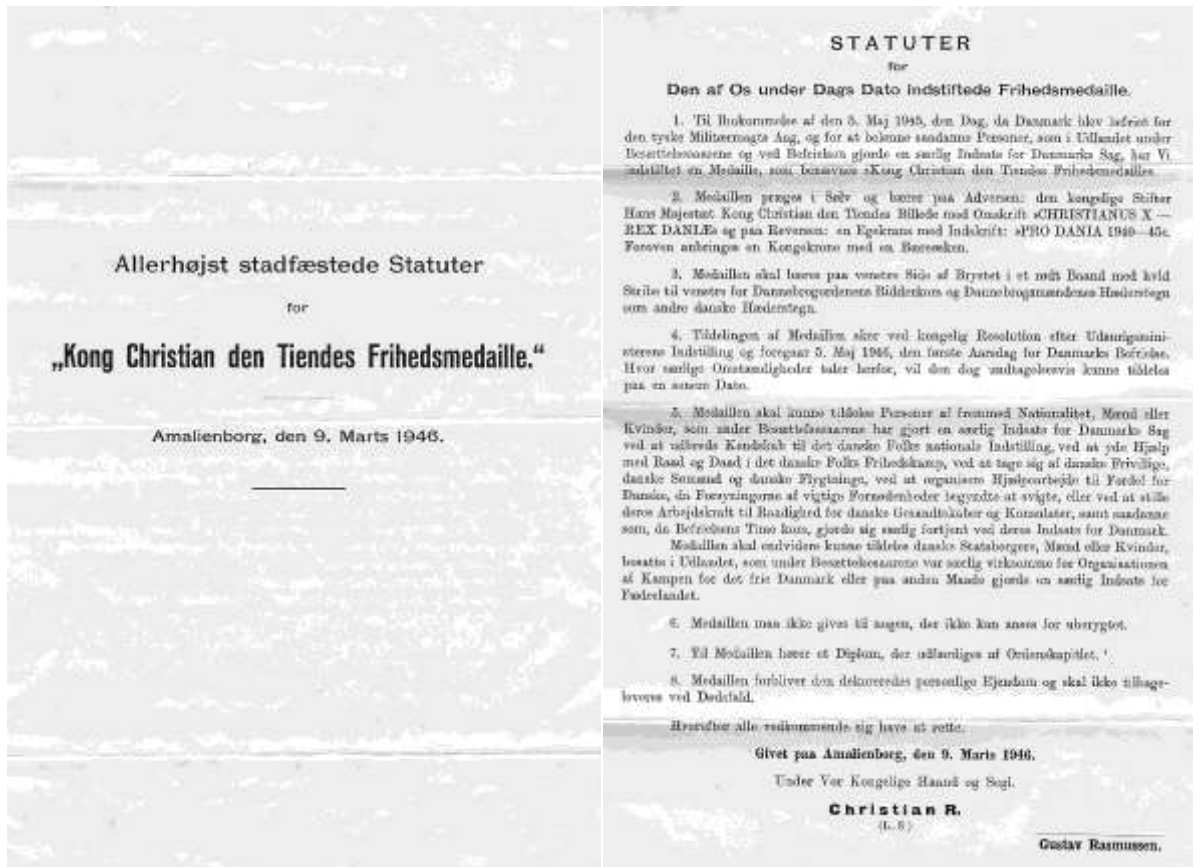 Allerhøjst stadfæstede Statuter
for
„Kong Christian den Tiendes Frihedsmedaille.“
Amalienborg, den 9. Marts 1946.
STATUTER
for
Den af Os under Dags Dato indstiftede Frihedsmedaille.
1. Til Ihukommelse af den 5. Maj 1945, den Dag, da Danmark blev befriet for
den tyske Militærmagts Aag, og for at belønne saadanne Personer, som i Udlandet under
Besættelsesaarene og ved Befrielsen gjorde en særlig Indsats for Danmarks Sag, har Vi
indstiftet en Medaille, som benævnes »Kong Christian den Tiendes Frihedsmedaille«.
2. Medaillen præges i Sølv og bærer paa Adversen: den kongelige Stifter
Hans Majestæt Kong Christian den Tiendes Billede med Omskrift »CHRISTIANUS X —
REX DANIÆ« og paa Reversen: en Egekrans med Indskrift: »PRO DANIA 1940—45«.
Foroven anbringes en Kongekrone med en Bæreøsken.
3. Medaillen skal bæres paa venstre Side af Brystet i et rødt Baand med hvid
Stribe til venstre for Dannebrogordenens Ridderkors og Dannebrogsmændenes Hæderstegn
som andre danske Hæderstegn.
4. Tildelingen af Medaillen sker ved kongelig Resolution efter Udenrigsmini-
sterens Indstilling og foregaar 5. Maj 1946, den første Aarsdag for Danmarks Befrielse.
Hvor særlige Omstændigheder taler herfor, vil den dog undtagelsesvis kunne tildeles
paa en senere Dato.
5. Medaillen skal kunne tildeles Personer af fremmed Nationalitet, Mænd eller
Kvinder, som under Besættelsesaarene har gjort en særlig Indsats for Danmarks Sag
ved at udbrede Kendskab til det danske Folks nationale Indstilling, ved at yde Hjælp
med Raad og Daad i det danske Folks Frihedskamp, ved at tage sig af danske Frivillige,
danske Sømænd og danske Flygtninge, ved at organisere Hjælpearbejde til Fordel for
Danske, da Forsyningerne af vigtige Fornødenheder begyndte at svigte, eller ved at stille
deres Arbejdskraft til Raadighed for danske Gesandtskaber og Konsulater, samt saadanne
som, da Befrielsens Time kom, gjorde sig særlig fortjent ved deres Indsats for Danmark.
Medaillen skal endvidere kunne tildeles danske Statsborgere, Mænd eller Kvinder,
bosatte i Udlandet, som under Besættelsesaarene var særlig virksomme for Organisationen
af Kampen for det frie Danmark eller paa anden Maade gjorde en særlig Indsats for
Fædrelandet.
6. Medaillen maa ikke gives til nogen, der ikke kan anses for uberygtet.
7. Til Medaillen hører et Diplom, der udfærdiges af Ordenskapitlet.
8. Medaillen forbliver den dekoreredes personlige Ejendom og skal ikke tilbage-
leveres ved Dødsfald.
Hvorefter alle vedkommende sig have at rette.
Givet paa Amalienborg, den 9. Marts 1946.
Under Vor Kongelige Haand og Segl.
Christian R.
(L. S.)
Gustav Rasmussen.